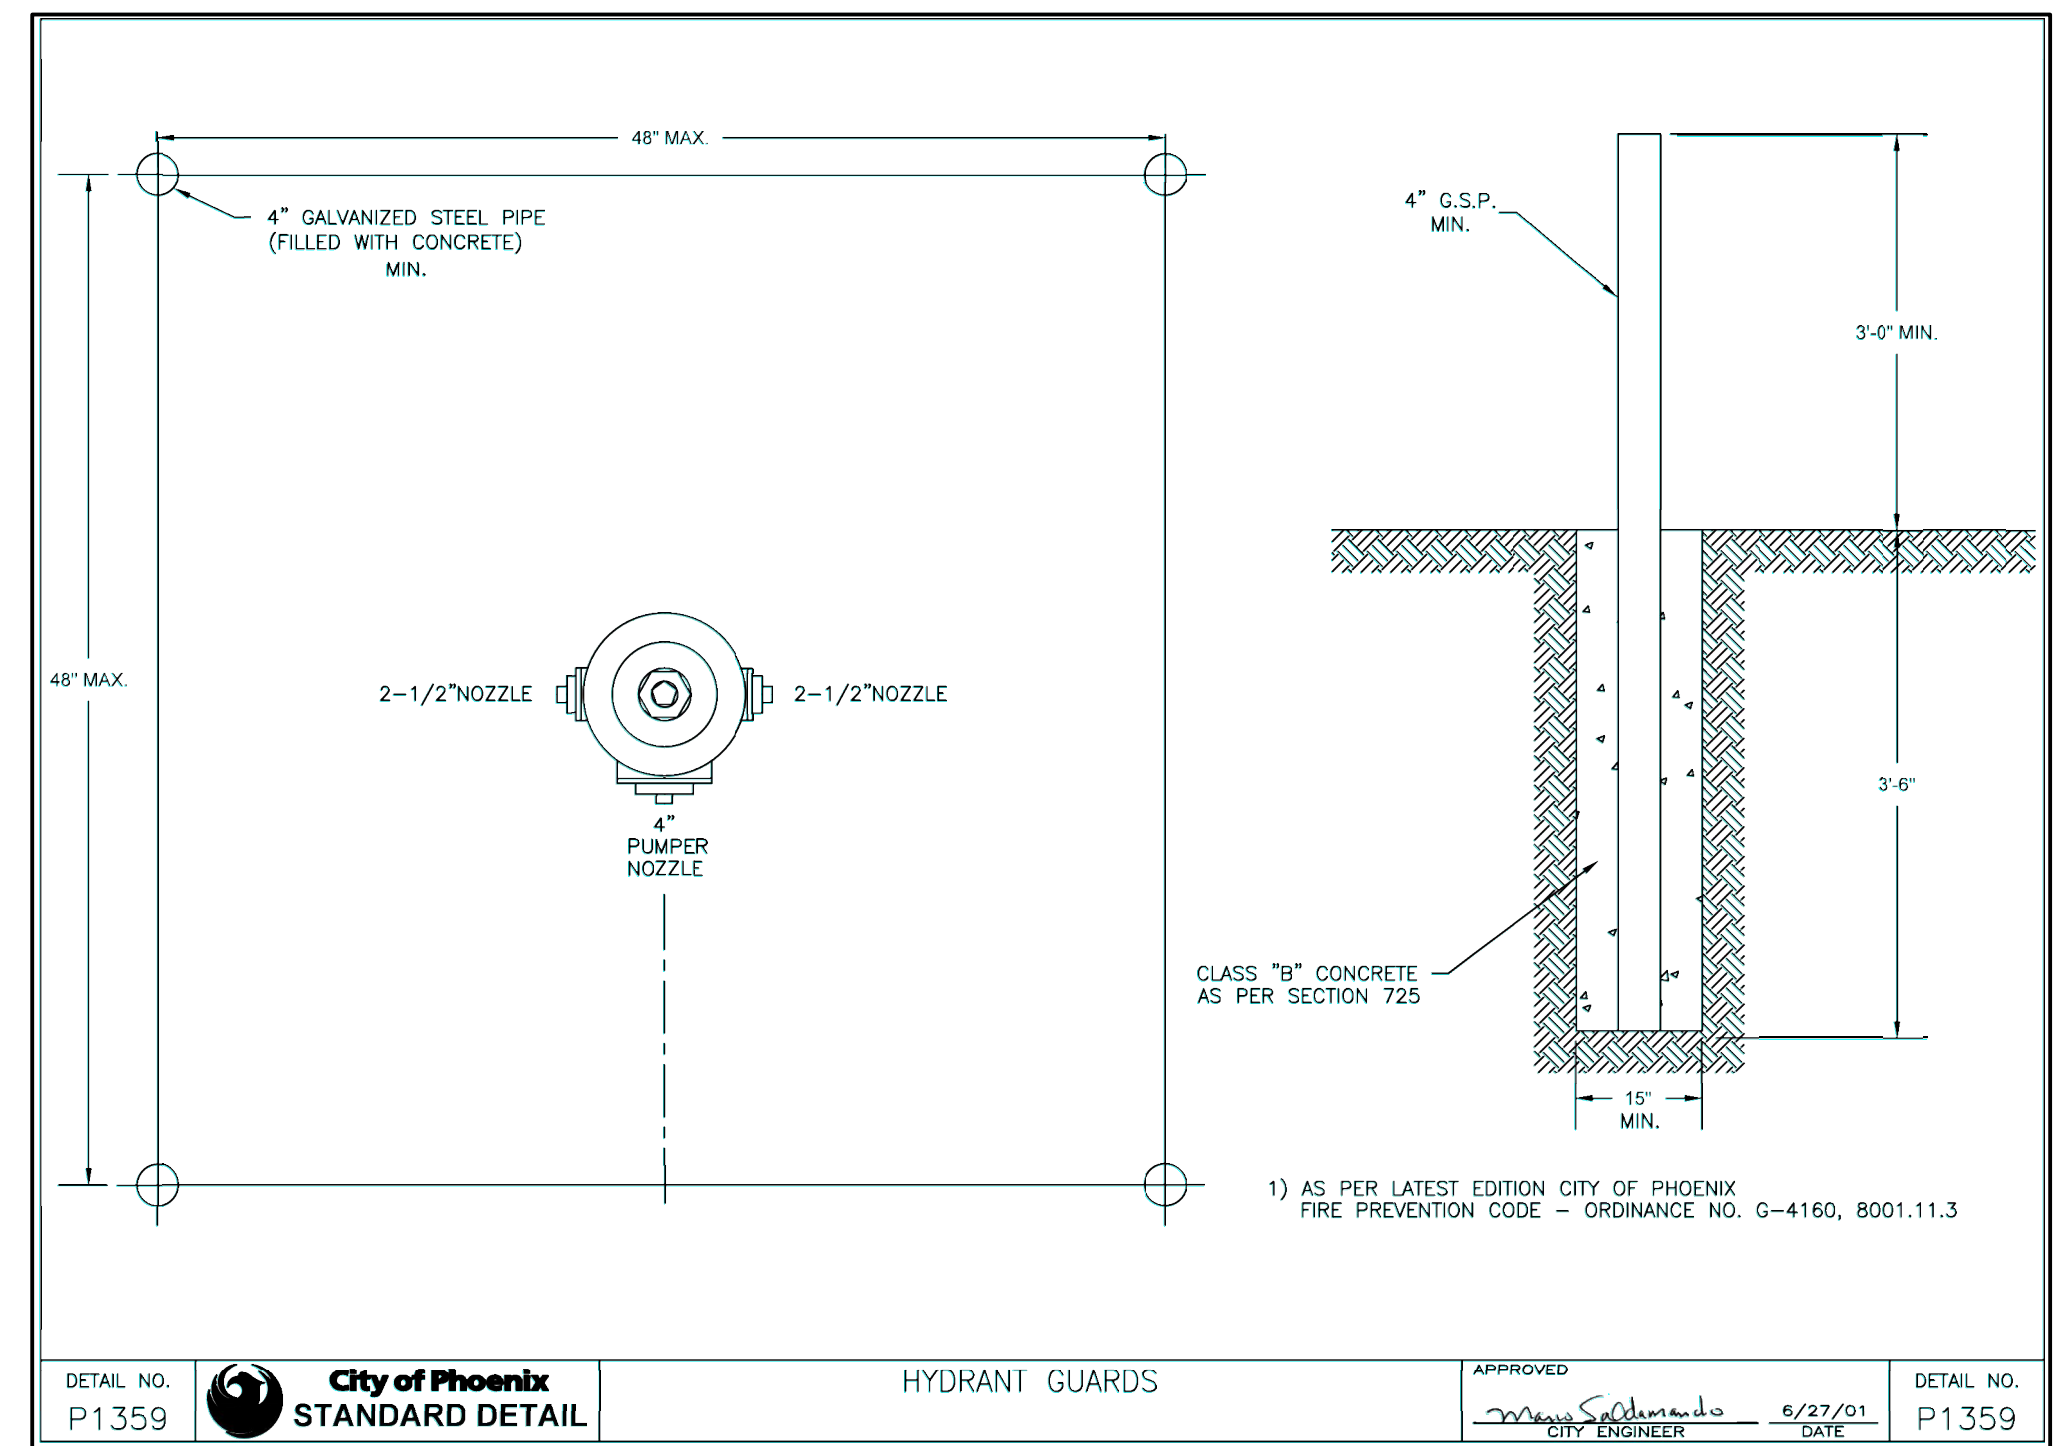 48" MAX.
4" GALVANIZED STEEL PIPE
(FILLED WITH CONCRETE)
MIN.
48" MAX.
2-1/2"NOZZLE
2-1/2"NOZZLE
4"
PUMPER
NOZZLE
4" G.S.P.
MIN.
3'-0" MIN.
3'-6"
CLASS "B" CONCRETE
AS PER SECTION 725
15"
MIN.
1) AS PER LATEST EDITION CITY OF PHOENIX
FIRE PREVENTION CODE - ORDINANCE NO. G-4160, 8001.11.3
DETAIL NO.
P1359
City of Phoenix
STANDARD DETAIL
HYDRANT GUARDS
APPROVED
Mario Saldamando
CITY ENGINEER
6/27/01
DATE
DETAIL NO.
P1359